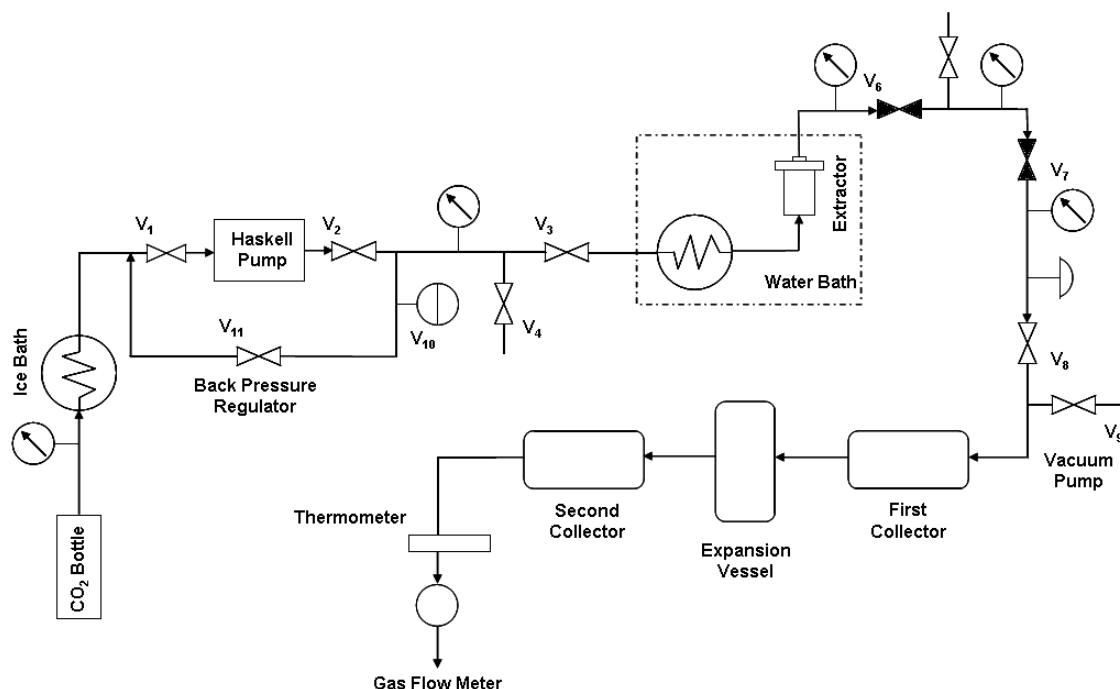 V6
V7
Extractor
V1
Haskell
Pump
V2
V3
Water Bath
V11
V10
V4
Ice Bath
Back Pressure
Regulator
V8
V9
Vacuum
Pump
Thermometer
Second
Collector
First
Collector
Expansion
Vessel
CO2 Bottle
Gas Flow Meter